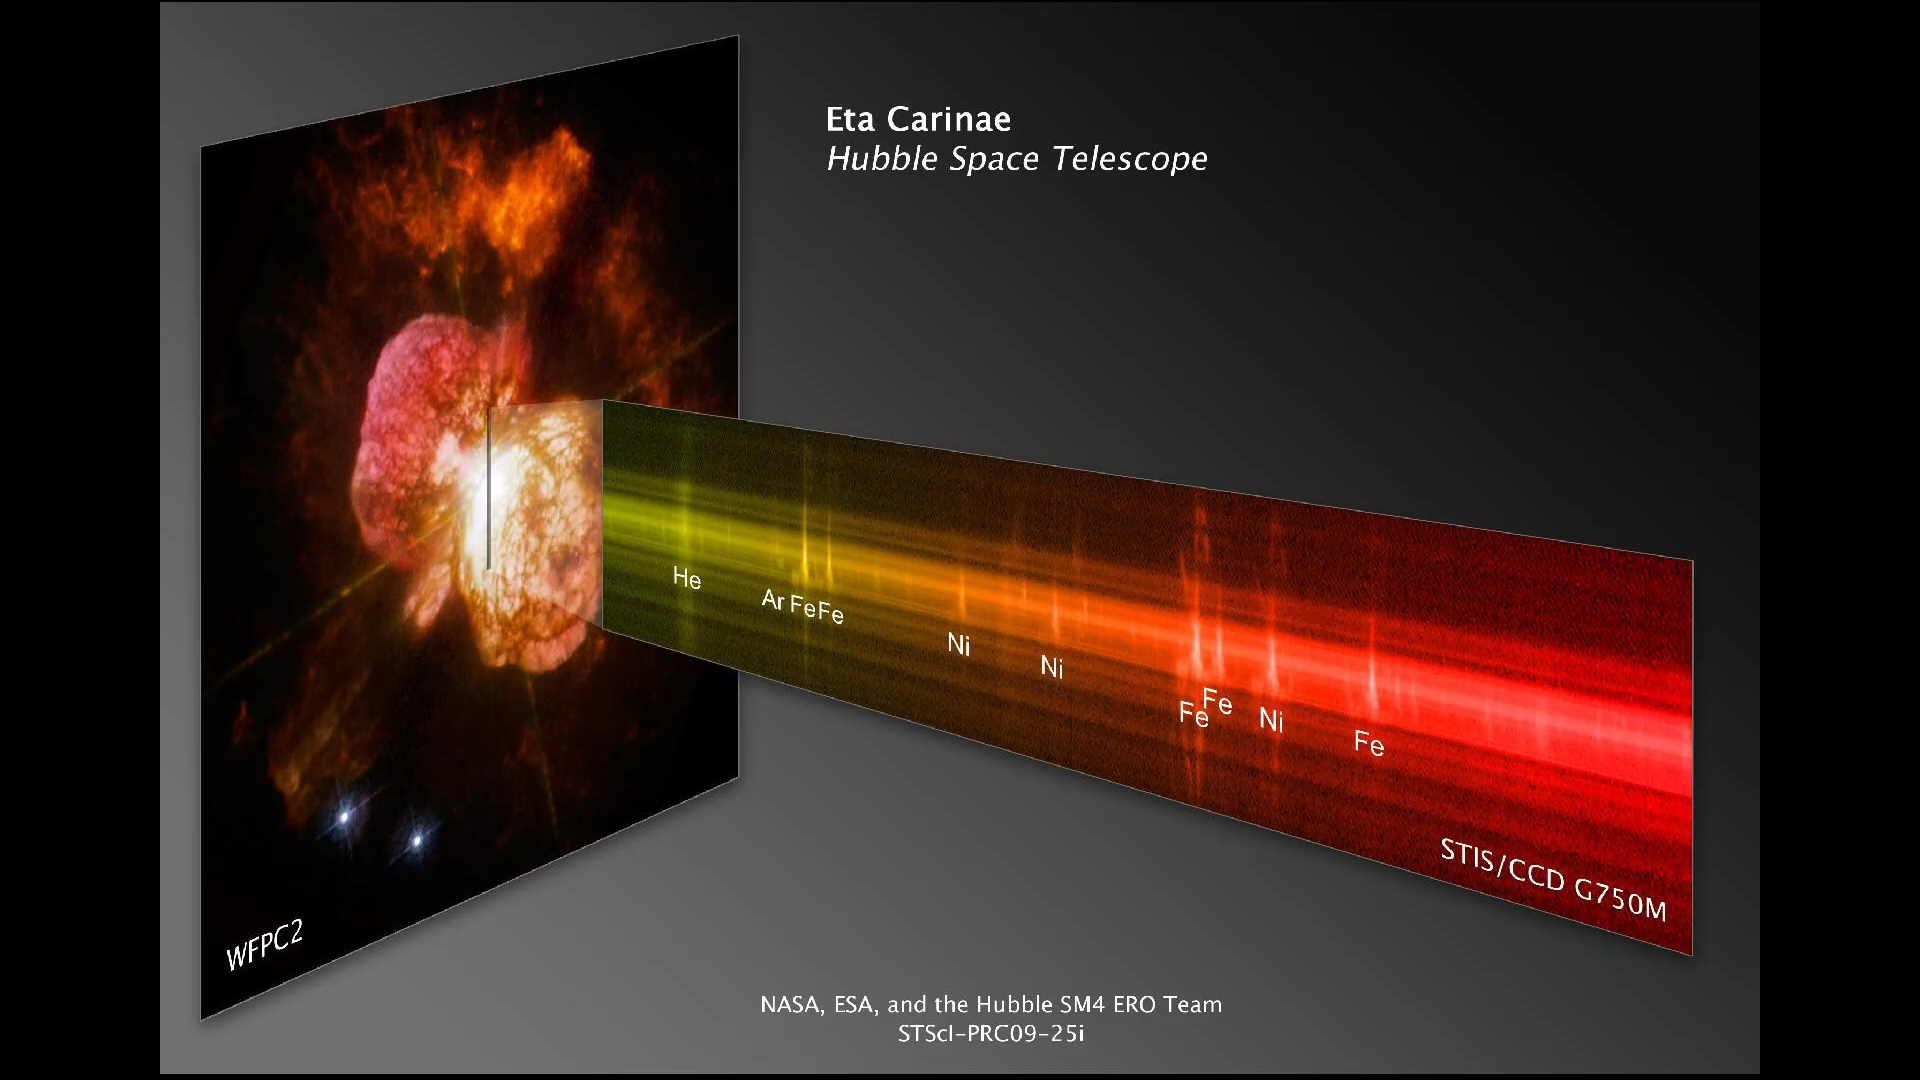 Eta Carinae
Hubble Space Telescope
He
Ar Fe Fe
Ni
Ni
Fe
Fe
Ni
Fe
STIS/CCD G750M
WFPC2
NASA, ESA, and the Hubble SM4 ERO Team
STScI-PRC09-25i